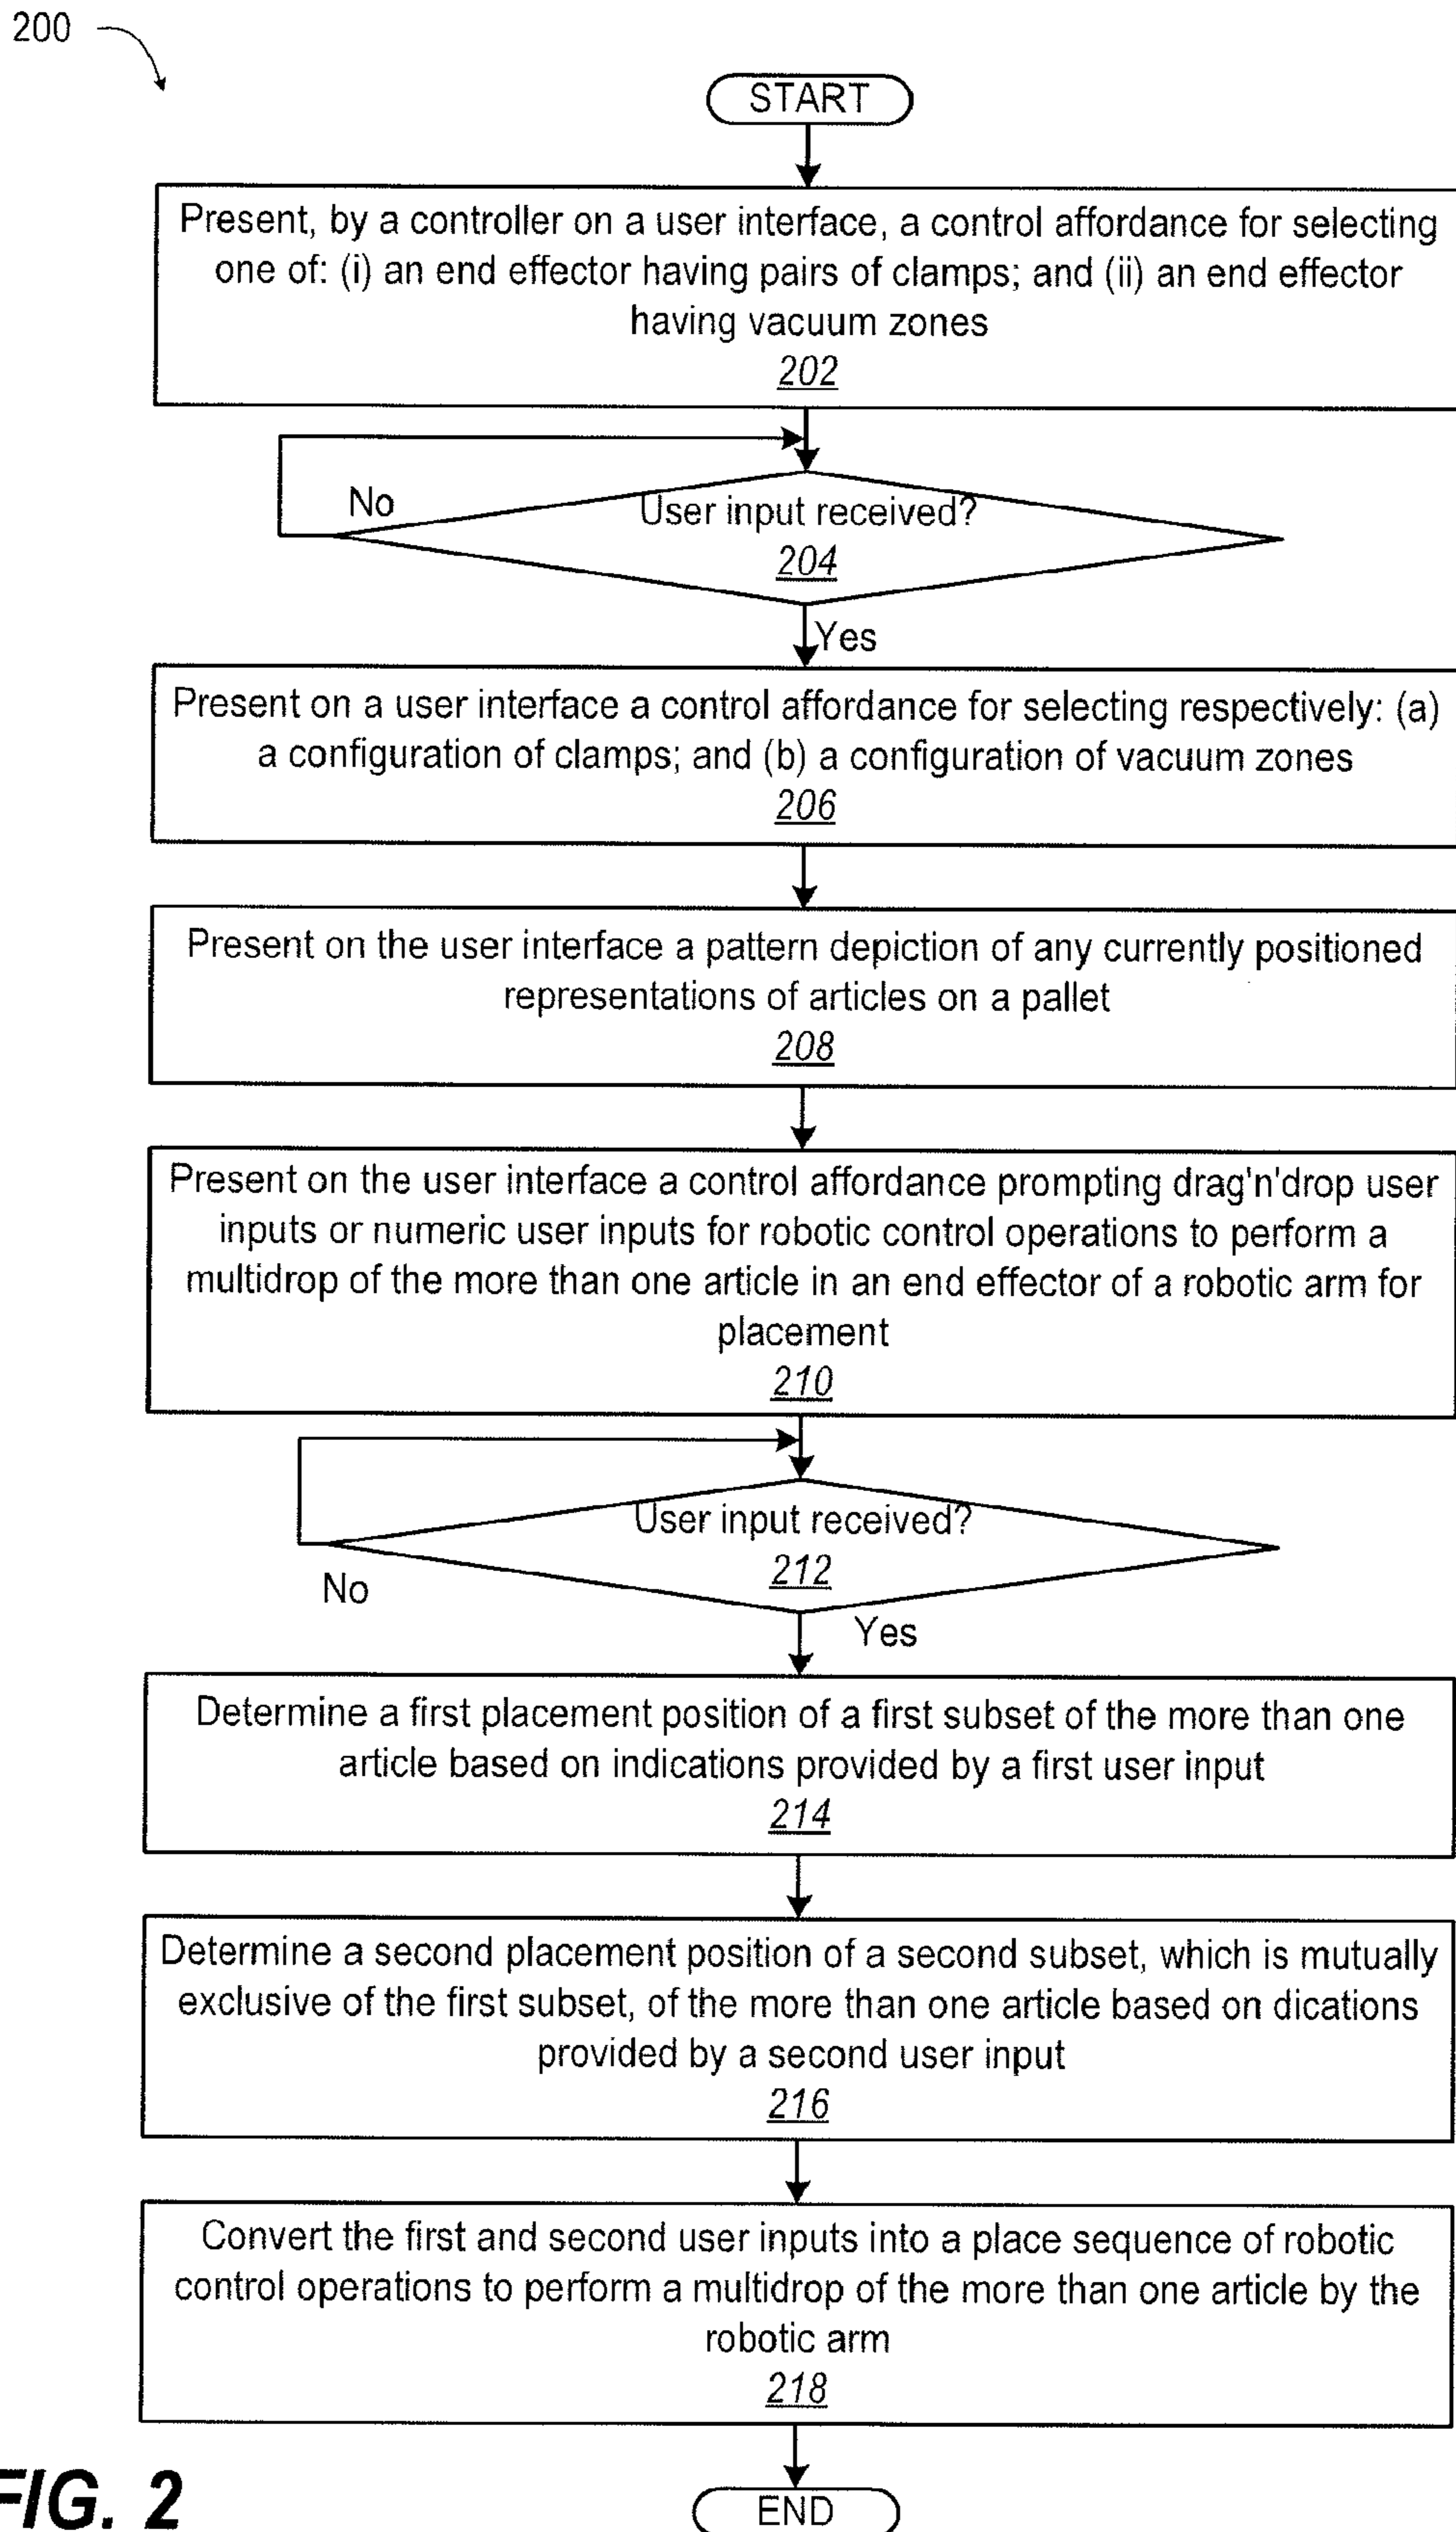 200
START
Present, by a controller on a user interface, a control affordance for selecting
one of: (i) an end effector having pairs of clamps; and (ii) an end effector
having vacuum zones
202
No
User input received?
204
Yes
Present on a user interface a control affordance for selecting respectively: (a)
a configuration of clamps; and (b) a configuration of vacuum zones
206
Present on the user interface a pattern depiction of any currently positioned
representations of articles on a pallet
208
Present on the user interface a control affordance prompting drag'n'drop user
inputs or numeric user inputs for robotic control operations to perform a
multidrop of the more than one article in an end effector of a robotic arm for
placement
210
User input received?
212
No
Yes
Determine a first placement position of a first subset of the more than one
article based on indications provided by a first user input
214
Determine a second placement position of a second subset, which is mutually
exclusive of the first subset, of the more than one article based on dications
provided by a second user input
216
Convert the first and second user inputs into a place sequence of robotic
control operations to perform a multidrop of the more than one article by the
robotic arm
218
FIG. 2
END